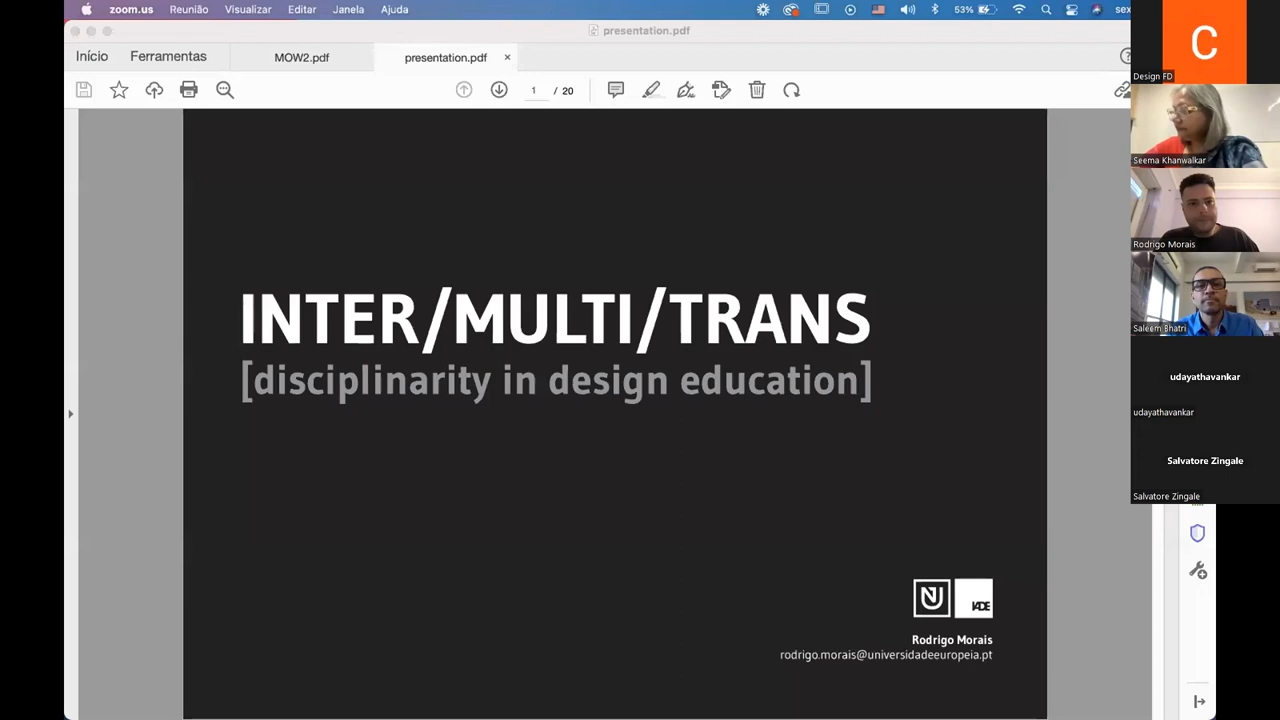 zoom.us Reunião Visualizar Editar Janela Ajuda 53% sex
presentation.pdf
Início Ferramentas MOW2.pdf presentation.pdf ×
1 / 20
INTER/MULTI/TRANS
[disciplinarity in design education]
IADE
Rodrigo Morais
rodrigo.morais@universidadeeuropeia.pt
C
Design FD
Seema Khanwalkar
Rodrigo Morais
Saleem Bhatri
udayathavankar
udayathavankar
Salvatore Zingale
Salvatore Zingale